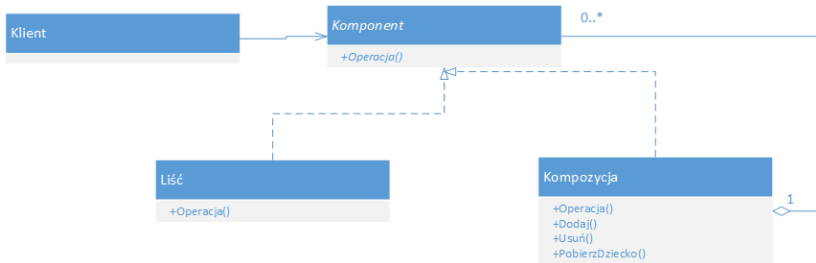 Klient
Komponent
+Operacja()
0..*
Liść
+Operacja()
Kompozycja
+Operacja()
+Dodaj()
+Usuń()
+PobierzDziecko()
1